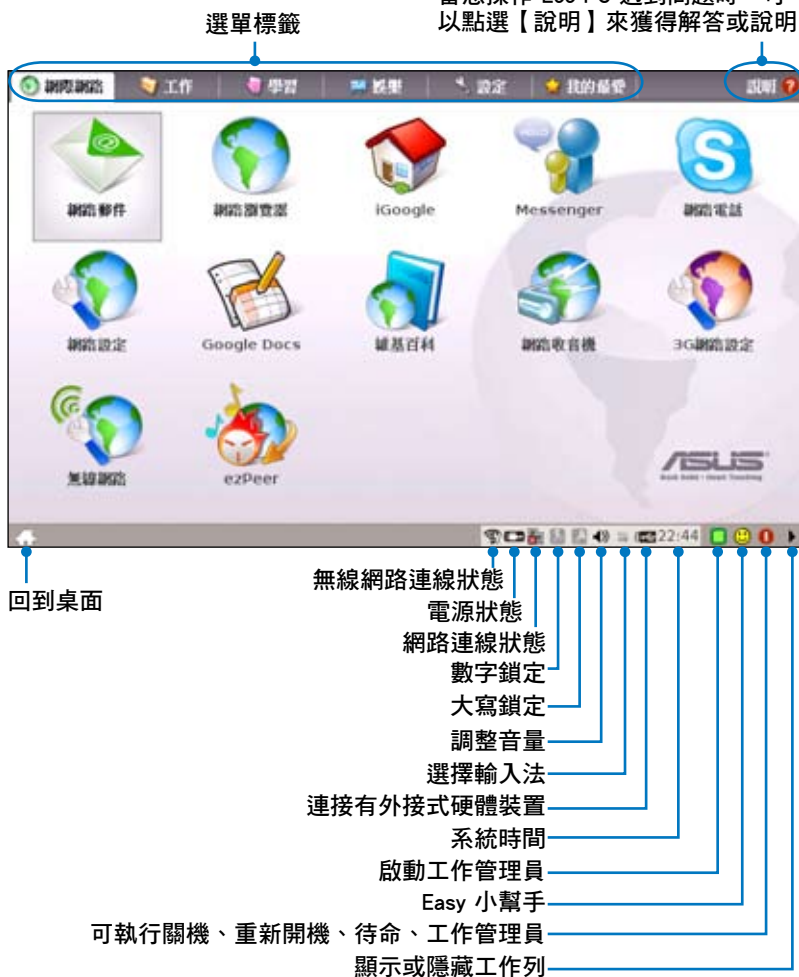 選單標籤
以點選【說明】來獲得解答或說明
網際網路 工作 學習 娛樂 設定 我的最愛 說明
網路郵件 網路瀏覽器 iGoogle Messenger 網路電話
網路設定 Google Docs 維基百科 網路收音機 3G網路設定
無線網路 ezPeer
ASUS
22:44
回到桌面
無線網路連線狀態
電源狀態
網路連線狀態
數字鎖定
大寫鎖定
調整音量
選擇輸入法
連接有外接式硬體裝置
系統時間
啟動工作管理員
Easy 小幫手
可執行關機、重新開機、待命、工作管理員
顯示或隱藏工作列